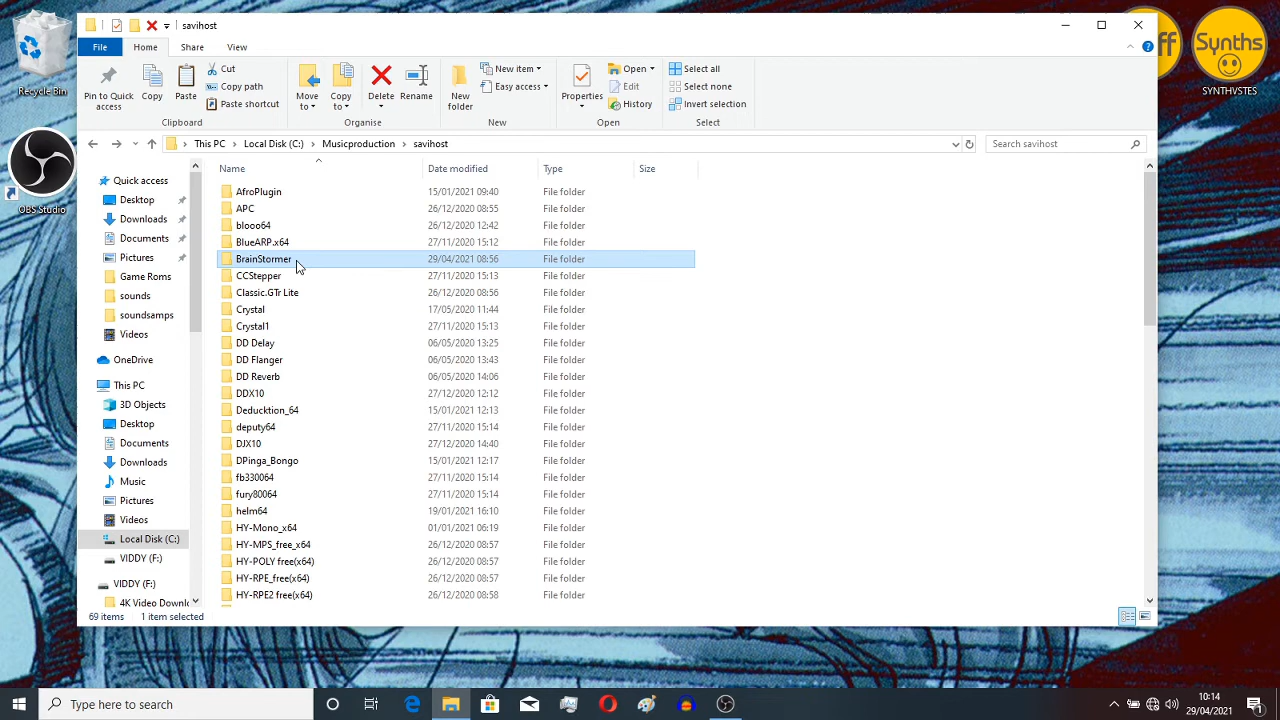 savihost
File
Home
Share
View
Pin to Quick access
Copy
Paste
Cut
Copy path
Paste shortcut
Clipboard
Move to
Copy to
Delete
Rename
Organise
New folder
New item
Easy access
New
Properties
Open
Edit
History
Open
Select all
Select none
Invert selection
Select
This PC > Local Disk (C:) > Musicproduction > savihost
Search savihost
Name Date modified Type Size
Quick access
Desktop
Downloads
Documents
Pictures
Game Roms
sounds
soundsamps
Videos
OneDrive
This PC
3D Objects
Desktop
Documents
Downloads
Music
Pictures
Videos
Local Disk (C:)
VIDDY (F:)
VIDDY (F:)
4K Video Downlo
AfroPlugin 15/01/2021 09:40 File folder
APC 26/12/2020 08:55 File folder
blooo64 26/12/2020 12:42 File folder
BlueARP.x64 27/11/2020 15:12 File folder
BrainStormer 29/04/2021 08:56 File folder
CCStepper 27/11/2020 15:13 File folder
Classic.GTr Lite 26/12/2020 08:56 File folder
Crystal 17/05/2020 11:44 File folder
Crystal1 27/11/2020 15:13 File folder
DD Delay 06/05/2020 13:25 File folder
DD Flanger 06/05/2020 13:43 File folder
DD Reverb 06/05/2020 14:06 File folder
DDX10 27/12/2020 12:12 File folder
Deducktion_64 15/01/2021 12:13 File folder
deputy64 27/11/2020 15:14 File folder
DJX10 27/12/2020 14:40 File folder
DPinga_Bongo 15/01/2021 12:17 File folder
fb330064 27/11/2020 15:14 File folder
fury80064 27/11/2020 15:14 File folder
helm64 19/01/2021 16:10 File folder
HY-Mono_x64 01/01/2021 06:19 File folder
HY-MPS_free_x64 26/12/2020 08:57 File folder
HY-POLY free(x64) 26/12/2020 08:57 File folder
HY-RPE_free(x64) 26/12/2020 08:57 File folder
HY-RPE2 free(x64) 26/12/2020 08:58 File folder
69 items 1 item selected
Recycle Bin
OBS Studio
ff
Synths
SYNTHVSTES
Type here to search
10:14
29/04/2021
1